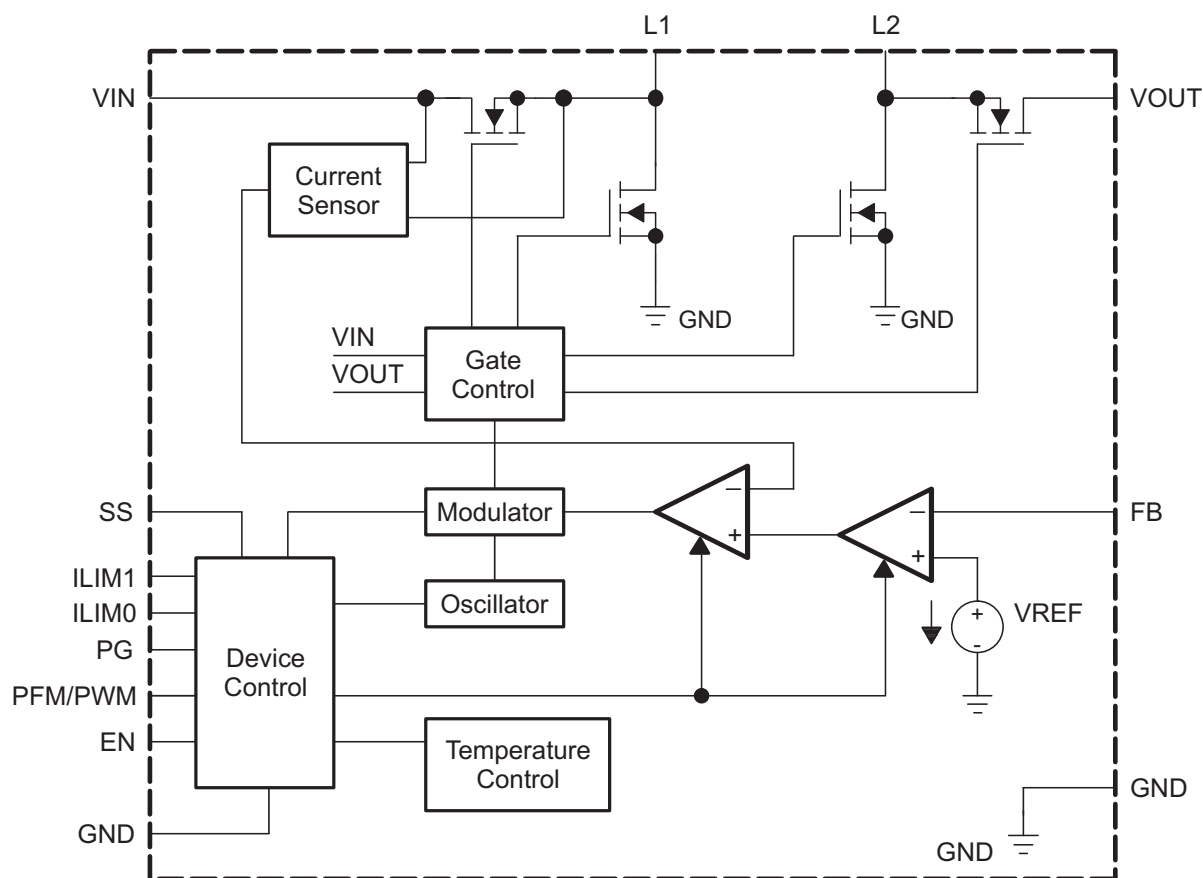 L1
L2
VIN
VOUT
Current
Sensor
GND
GND
VIN
VOUT
Gate
Control
SS
Modulator
−
+
−
+
FB
ILIM1
ILIM0
Oscillator
+
-
VREF
PG
Device
Control
PFM/PWM
EN
Temperature
Control
GND
GND
GND